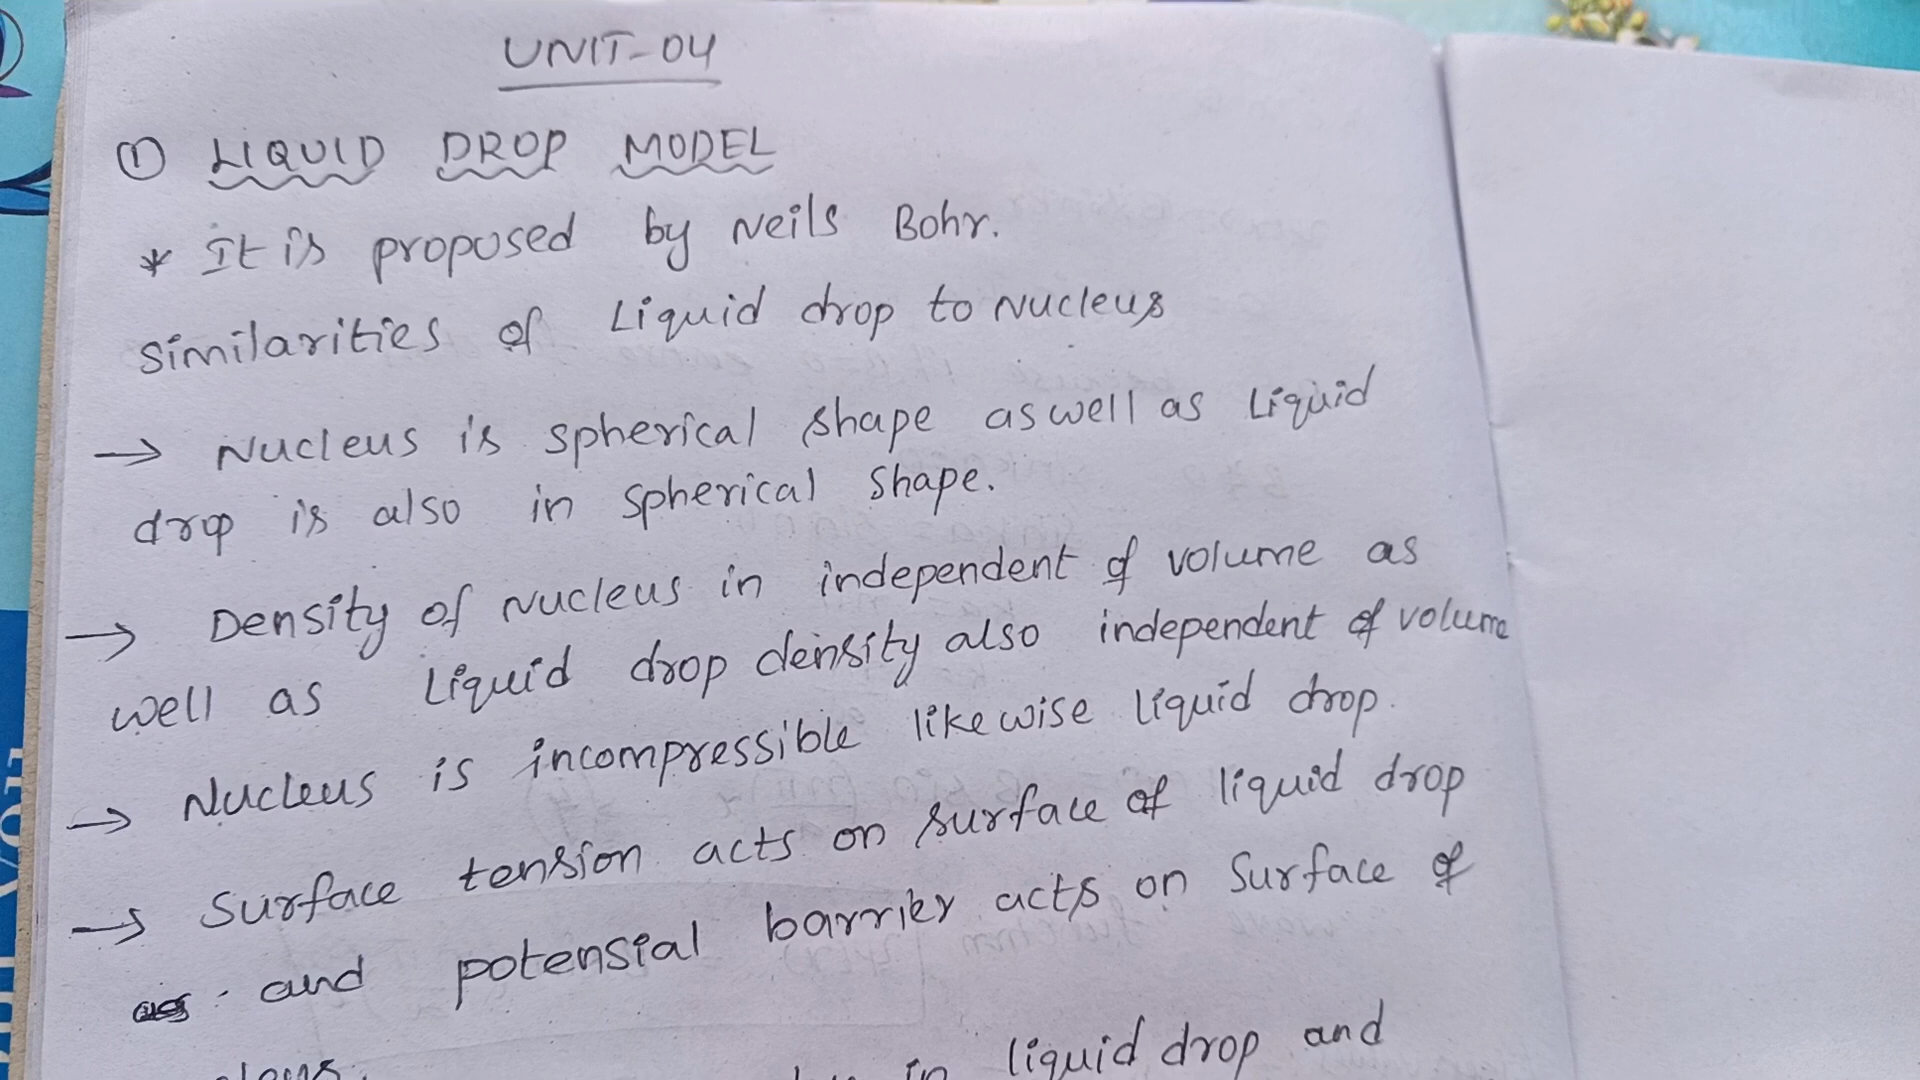 UNIT-04
① LIQUID DROP MODEL
* It is proposed by Neils Bohr.
Similarities of Liquid drop to Nucleus
→ Nucleus is spherical shape as well as Liquid
drop is also in spherical shape.
→ Density of Nucleus in independent of volume as
well as Liquid drop density also independent of volume
→ Nucleus is incompressible likewise liquid drop.
→ Surface tension acts on surface of liquid drop
and potensial barrier acts on surface of
in liquid drop and